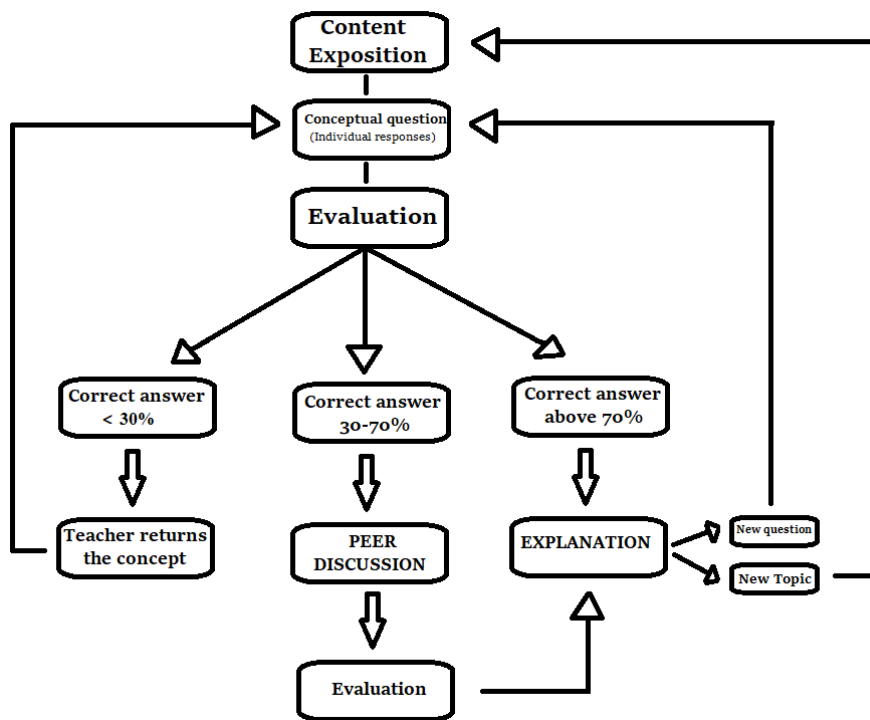 Content
Exposition
Conceptual question
(Individual responses)
Evaluation
Correct answer
< 30%
Correct answer
30-70%
Correct answer
above 70%
Teacher returns
the concept
PEER
DISCUSSION
EXPLANATION
New question
New Topic
Evaluation